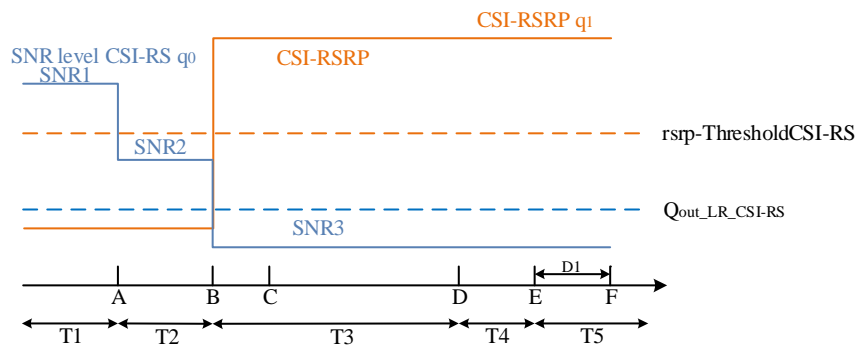 CSI-RSRP q1
SNR level CSI-RS q0
CSI-RSRP
SNR1
rsrp-ThresholdCSI-RS
SNR2
Qout_LR_CSI-RS
SNR3
D1
A B C D E F
T1 T2 T3 T4 T5